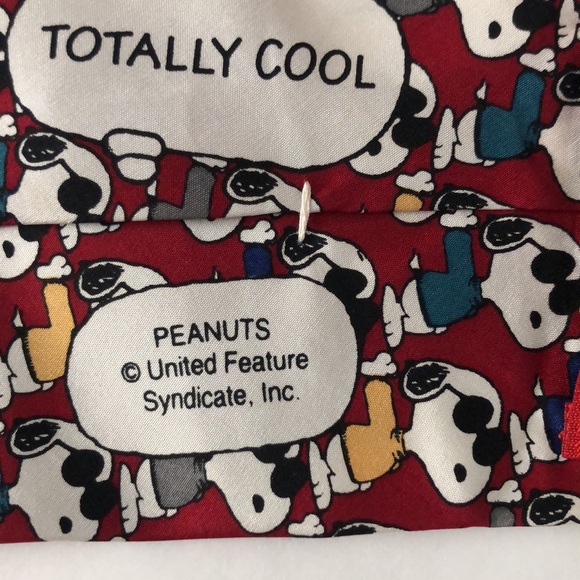 TOTALLY COOL
PEANUTS
© United Feature
Syndicate, Inc.